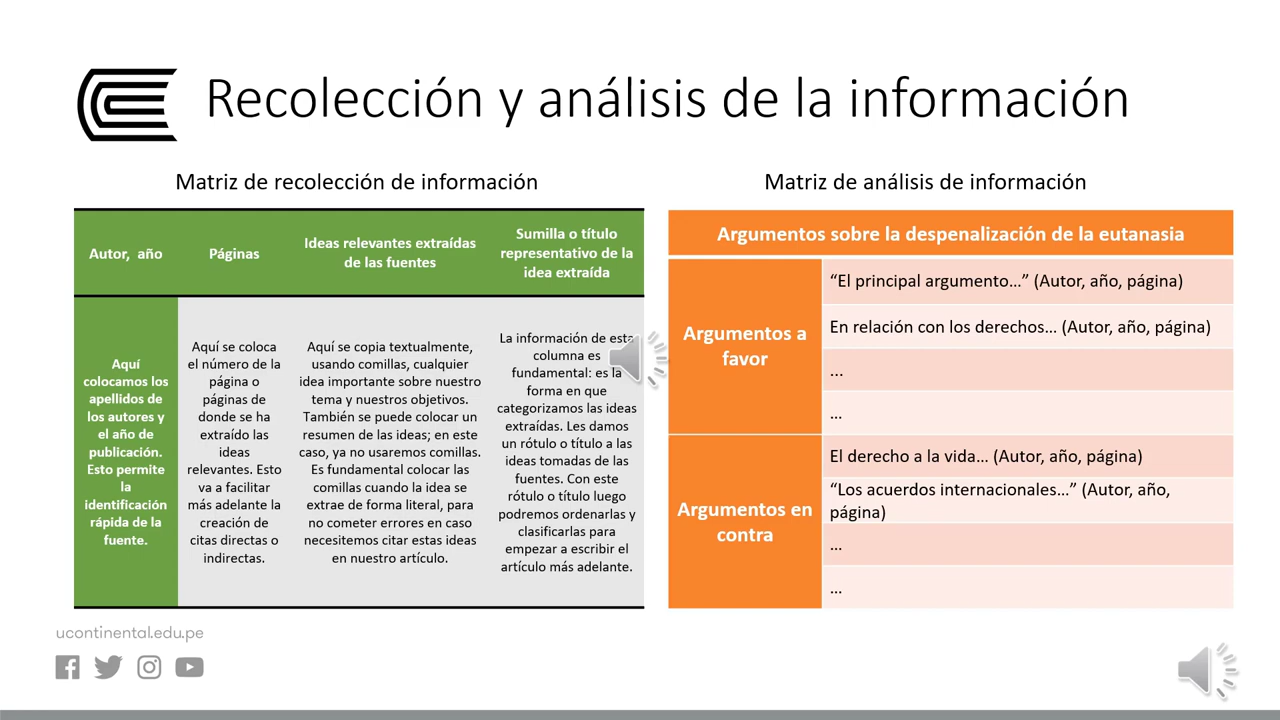 Recolección y análisis de la información
Matriz de recolección de información
Autor, año
Páginas
Ideas relevantes extraídas
de las fuentes
Sumilla o título
representativo de la
idea extraída
Aquí
colocamos los
apellidos de
los autores y
el año de
publicación.
Esto permite
la
identificación
rápida de la
fuente.
Aquí se coloca
el número de la
página o
páginas de
donde se ha
extraído las
ideas
relevantes. Esto
va a facilitar
más adelante la
creación de
citas directas o
indirectas.
Aquí se copia textualmente,
usando comillas, cualquier
idea importante sobre nuestro
tema y nuestros objetivos.
También se puede colocar un
resumen de las ideas; en este
caso, ya no usaremos comillas.
Es fundamental colocar las
comillas cuando la idea se
extrae de forma literal, para
no cometer errores en caso
necesitemos citar estas ideas
en nuestro artículo.
La información de esta
columna es
fundamental: es la
forma en que
categorizamos las ideas
extraídas. Les damos
un rótulo o título a las
ideas tomadas de las
fuentes. Con este
rótulo o título luego
podremos ordenarlas y
clasificarlas para
empezar a escribir el
artículo más adelante.
Matriz de análisis de información
Argumentos sobre la despenalización de la eutanasia
Argumentos a
favor
“El principal argumento…” (Autor, año, página)
En relación con los derechos… (Autor, año, página)
...
…
Argumentos en
contra
El derecho a la vida… (Autor, año, página)
“Los acuerdos internacionales…” (Autor, año,
página)
…
…
ucontinental.edu.pe